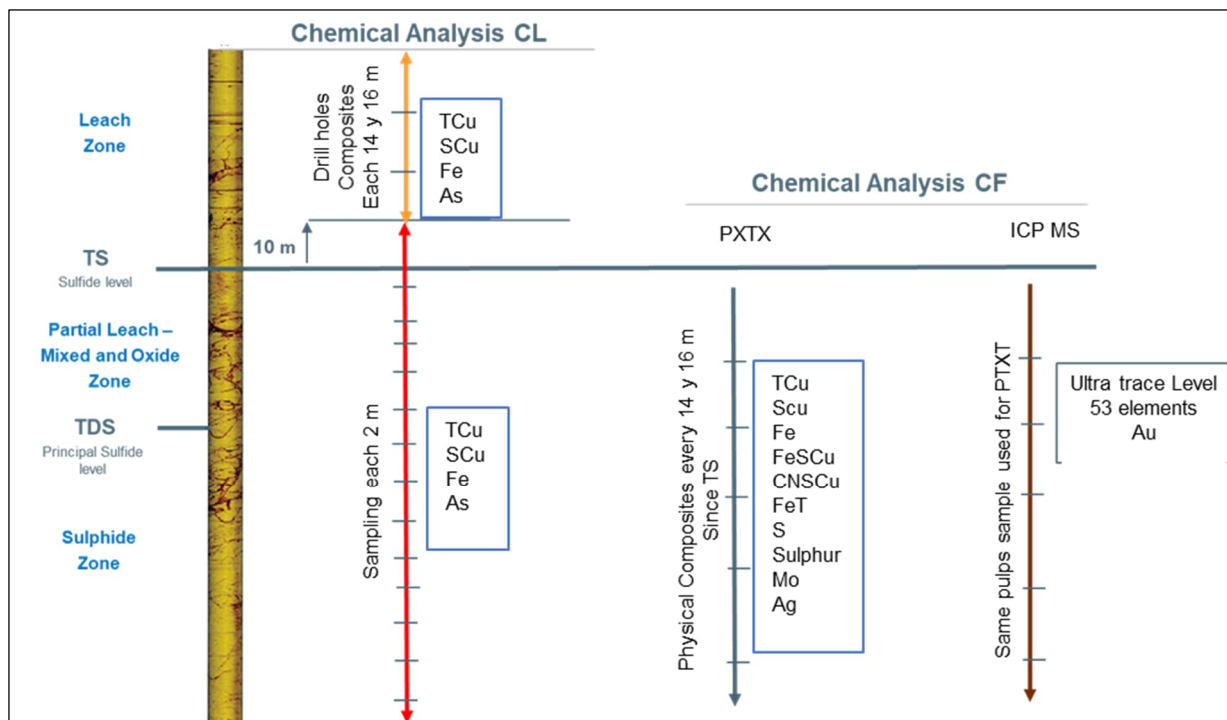 Chemical Analysis CL
Leach
Zone
Drill holes
Composites
Each 14 y 16 m
TCu
SCu
Fe
As
10 m
TS
Sulfide level
Partial Leach –
Mixed and Oxide
Zone
TDS
Principal Sulfide
level
Sulphide
Zone
Sampling each 2 m
TCu
SCu
Fe
As
Chemical Analysis CF
PXTX
ICP MS
Physical Composites every 14 y 16 m
Since TS
TCu
Scu
Fe
FeSCu
CNSCu
FeT
S
Sulphur
Mo
Ag
Same pulps sample used for PTXT
Ultra trace Level
53 elements
Au